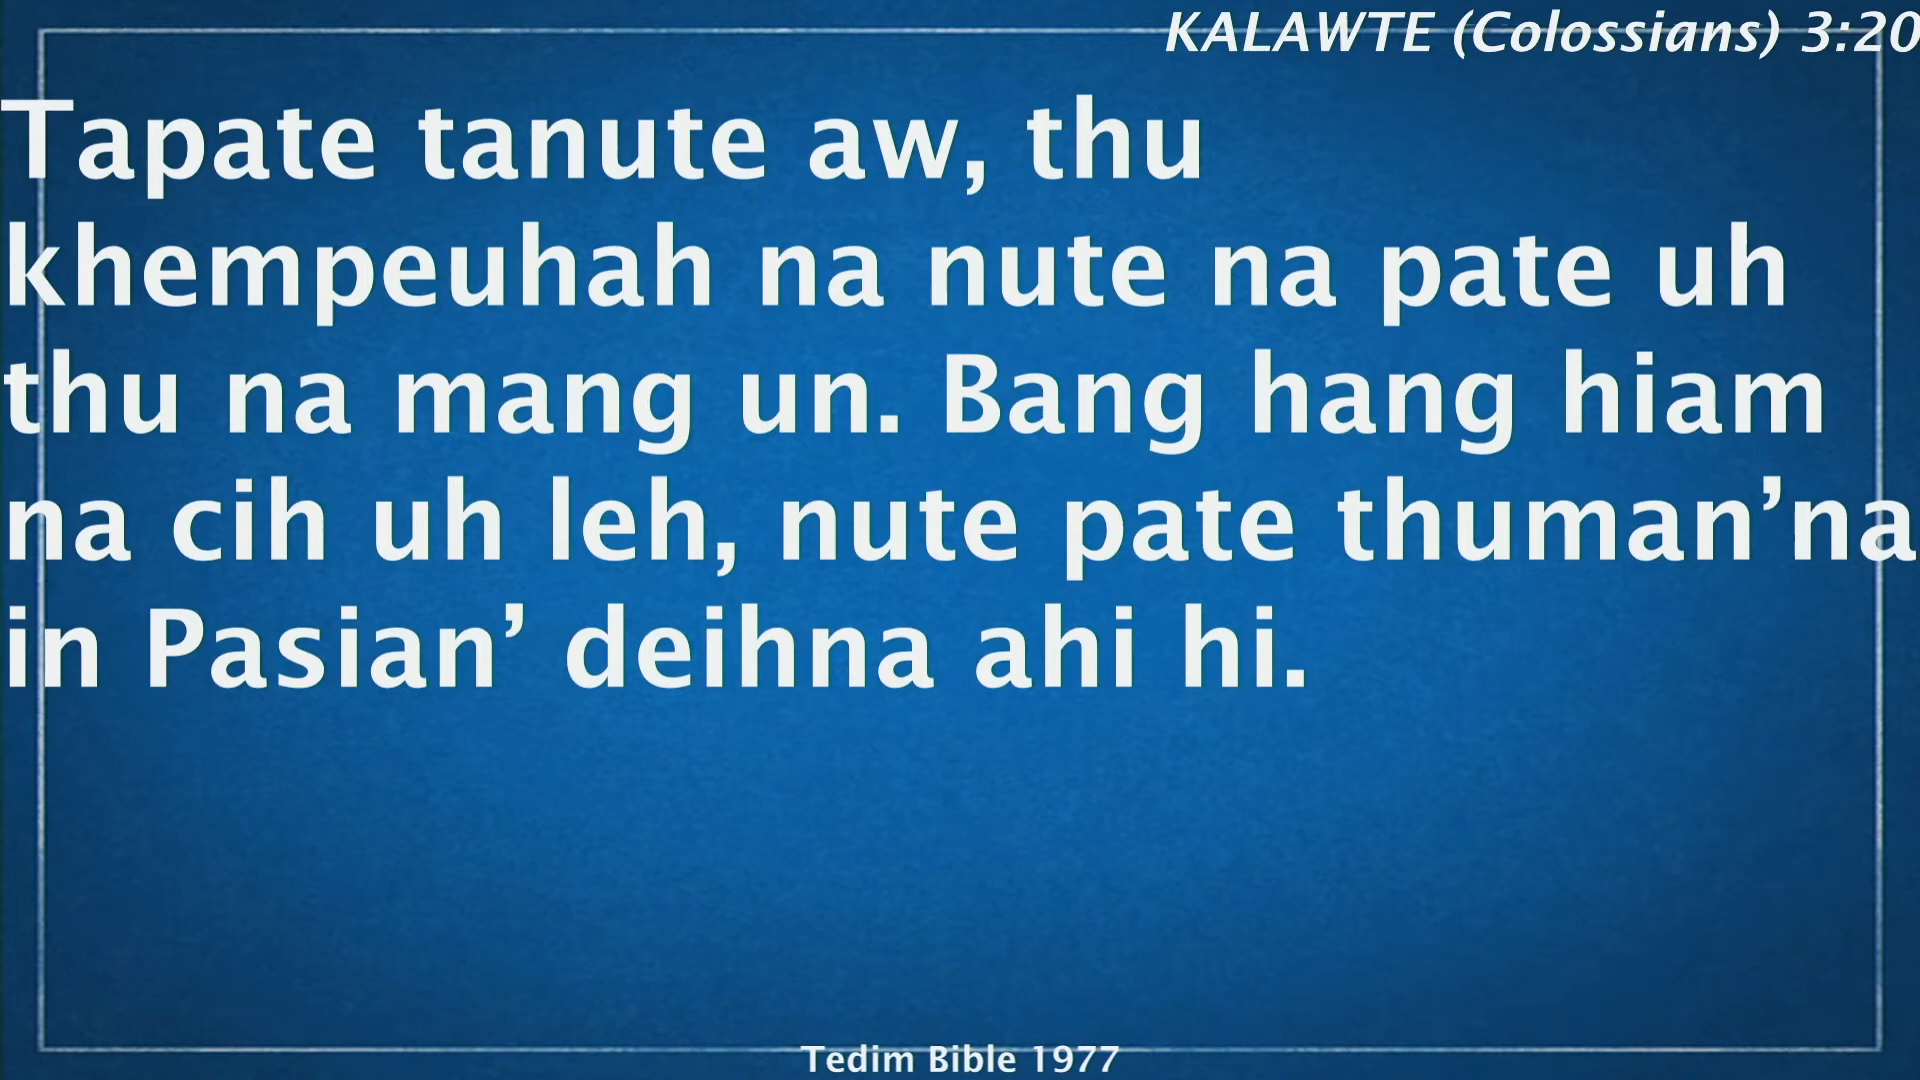 KALAWTE (Colossians) 3:20
Tapate tanute aw, thu
khempeuhah na nute na pate uh
thu na mang un. Bang hang hiam
na cih uh leh, nute pate thuman’na
in Pasian’ deihna ahi hi.
Tedim Bible 1977